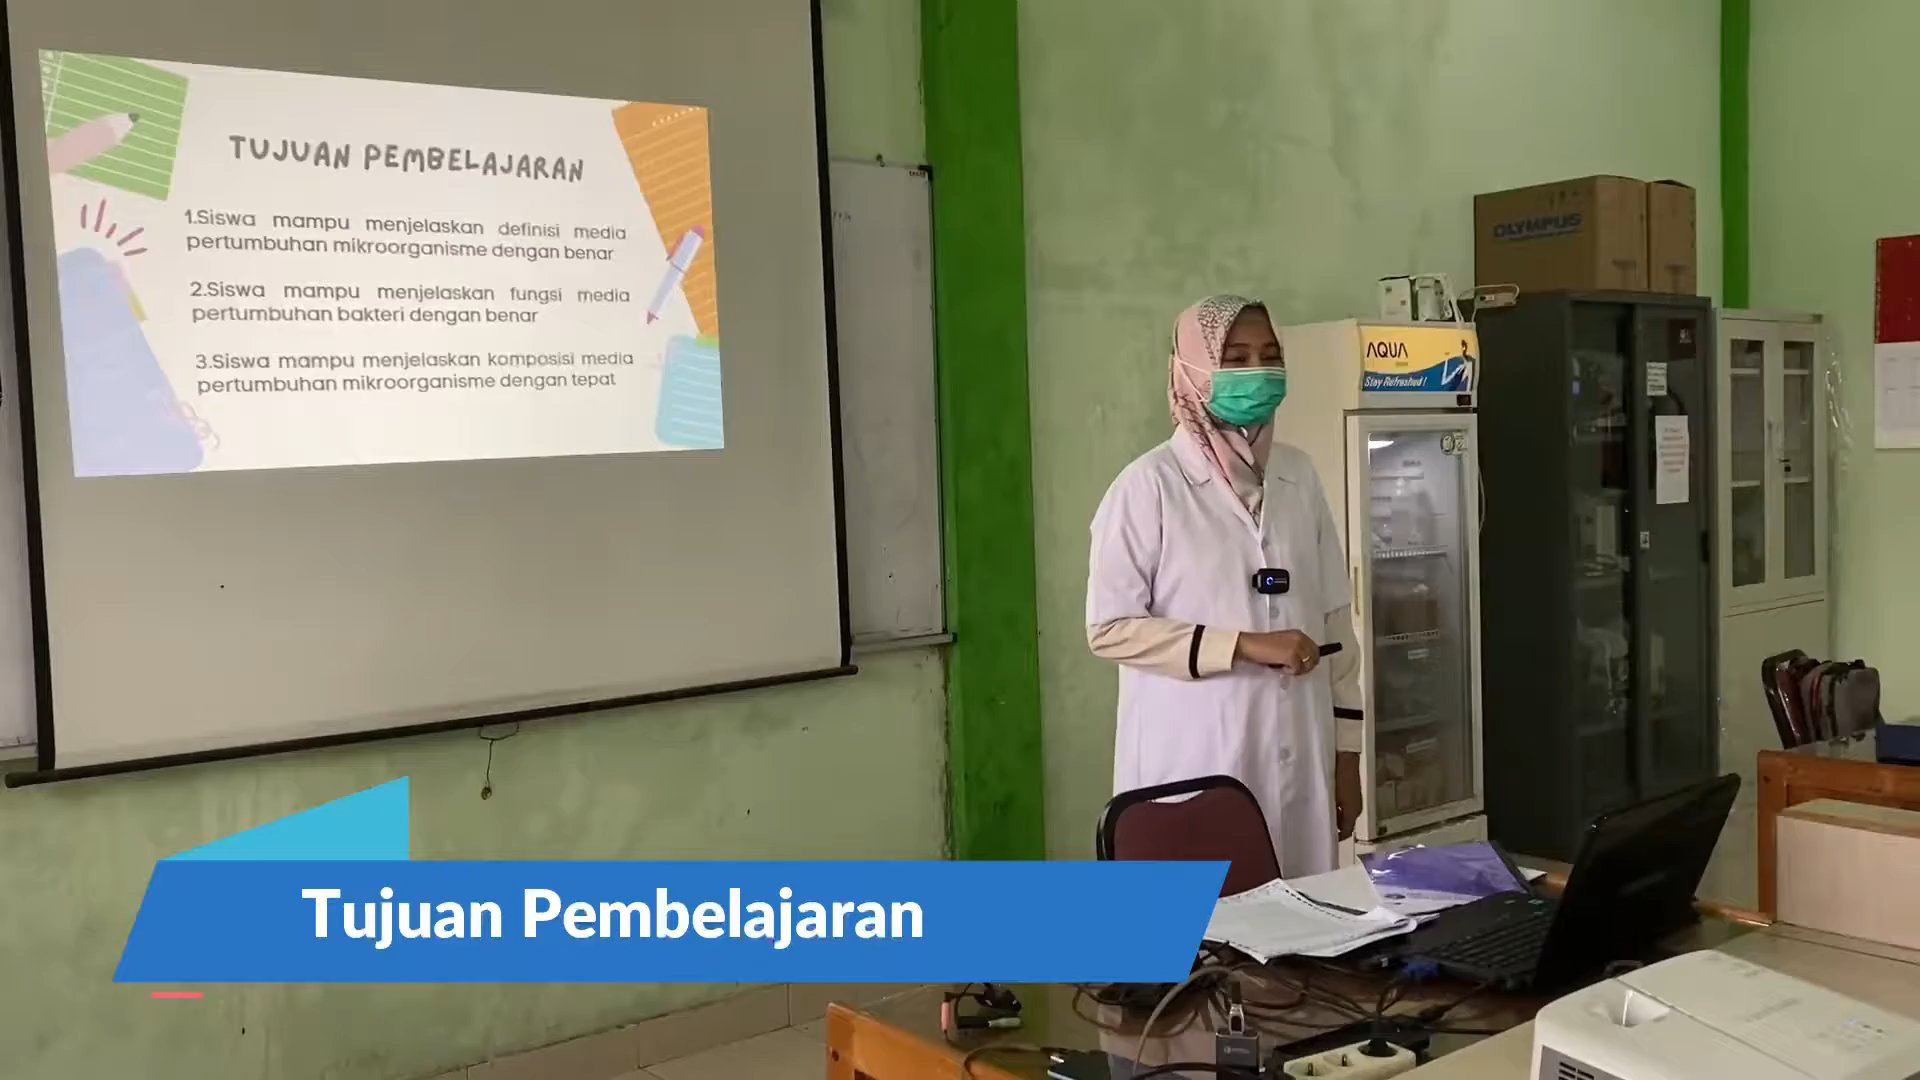 TUJUAN PEMBELAJARAN
1.Siswa mampu menjelaskan definisi media
pertumbuhan mikroorganisme dengan benar
2.Siswa mampu menjelaskan fungsi media
pertumbuhan bakteri dengan benar
3.Siswa mampu menjelaskan komposisi media
pertumbuhan mikroorganisme dengan tepat
OLYMPUS
AQUA
Stay Refreshed!
Tujuan Pembelajaran